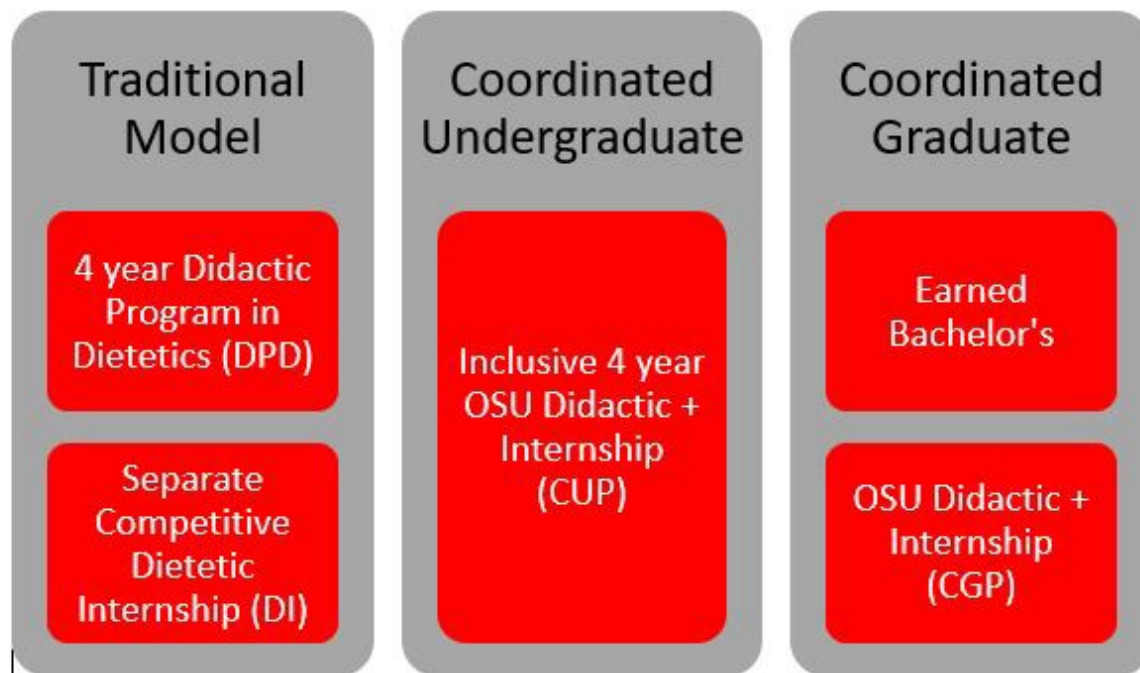 Traditional
Model
4 year Didactic
Program in
Dietetics (DPD)
Separate
Competitive
Dietetic
Internship (DI)
Coordinated
Undergraduate
Inclusive 4 year
OSU Didactic +
Internship
(CUP)
Coordinated
Graduate
Earned
Bachelor's
OSU Didactic +
Internship
(CGP)